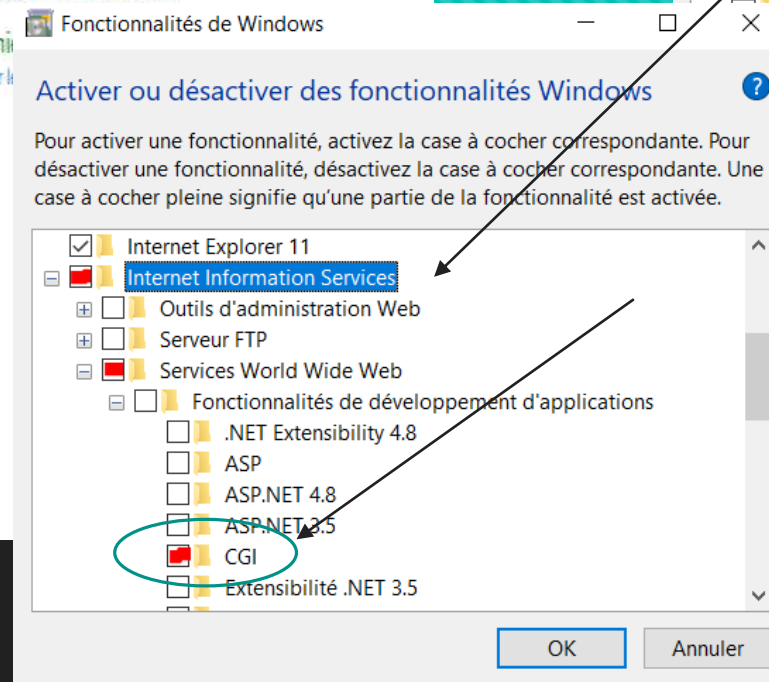 Fonctionnalités de Windows
Activer ou désactiver des fonctionnalités Windows
?
Pour activer une fonctionnalité, activez la case à cocher correspondante. Pour
désactiver une fonctionnalité, désactivez la case à cocher correspondante. Une
case à cocher pleine signifie qu'une partie de la fonctionnalité est activée.
Internet Explorer 11
Internet Information Services
Outils d'administration Web
Serveur FTP
Services World Wide Web
Fonctionnalités de développement d'applications
.NET Extensibility 4.8
ASP
ASP.NET 4.8
ASP.NET 3.5
CGI
Extensibilité .NET 3.5
OK Annuler